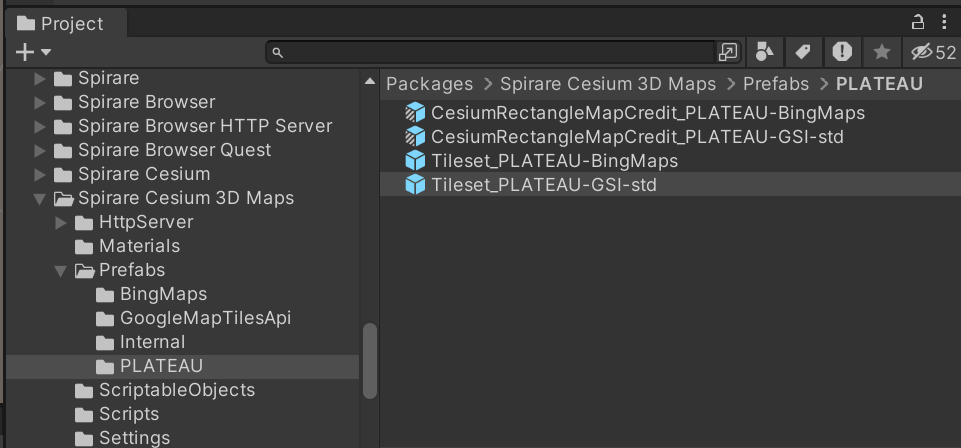 Project
52
Spirare
Spirare Browser
Spirare Browser HTTP Server
Spirare Browser Quest
Spirare Cesium
Spirare Cesium 3D Maps
HttpServer
Materials
Prefabs
BingMaps
GoogleMapTilesApi
Internal
PLATEAU
ScriptableObjects
Scripts
Settings
Packages > Spirare Cesium 3D Maps > Prefabs > PLATEAU
CesiumRectangleMapCredit_PLATEAU-BingMaps
CesiumRectangleMapCredit_PLATEAU-GSI-std
Tileset_PLATEAU-BingMaps
Tileset_PLATEAU-GSI-std